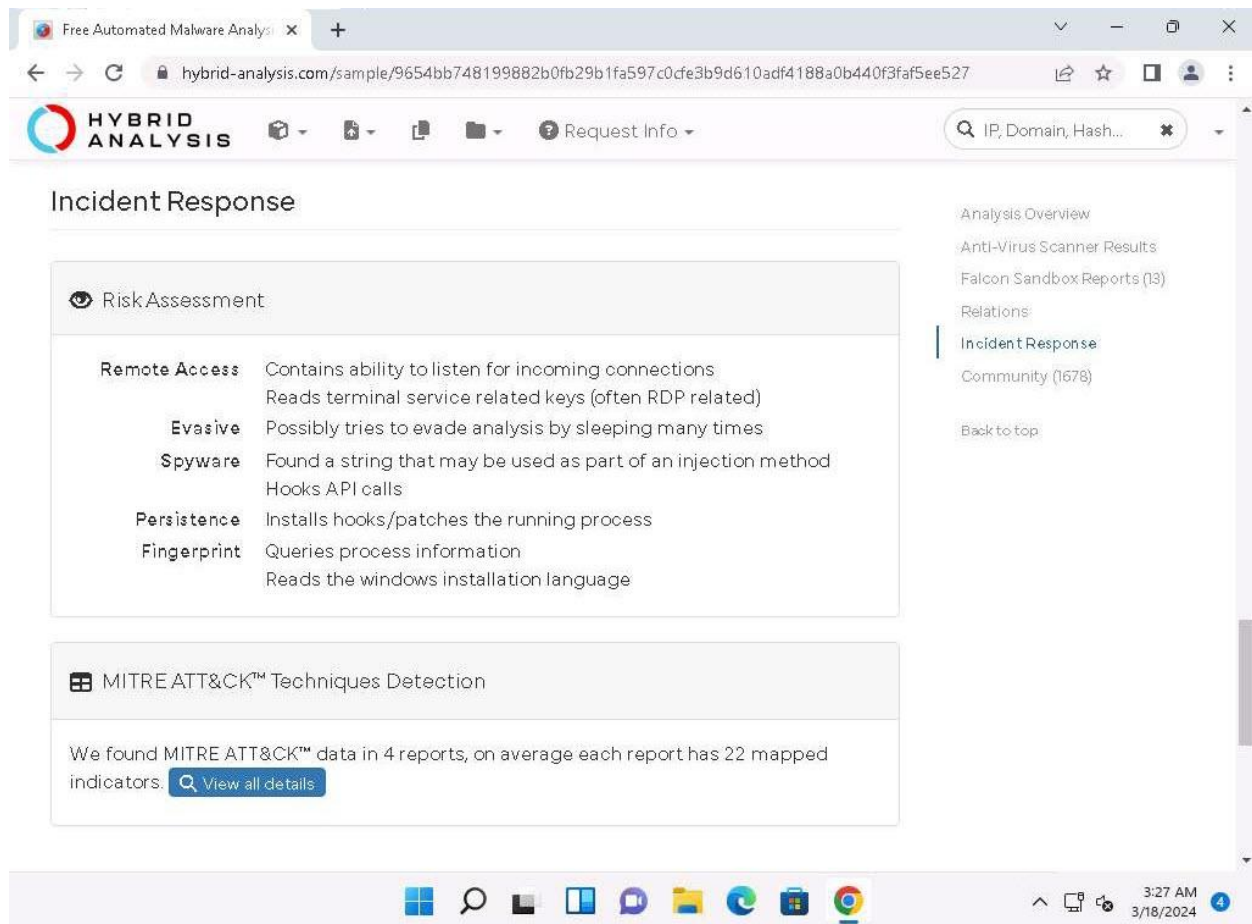 Free Automated Malware Analys
hybrid-analysis.com/sample/9654bb748199882b0fb29b1fa597c0cfe3b9d610adf4188a0b440f3faf5ee527
HYBRID
ANALYSIS
Request Info
IP, Domain, Hash...
Incident Response
Risk Assessment
Remote Access Contains ability to listen for incoming connections
Reads terminal service related keys (often RDP related)
Evasive Possibly tries to evade analysis by sleeping many times
Spyware Found a string that may be used as part of an injection method
Hooks API calls
Persistence Installs hooks/patches the running process
Fingerprint Queries process information
Reads the windows installation language
MITRE ATT&CK™ Techniques Detection
We found MITRE ATT&CK™ data in 4 reports, on average each report has 22 mapped
indicators. View all details
Analysis Overview
Anti-Virus Scanner Results
Falcon Sandbox Reports (13)
Relations
Incident Response
Community (1678)
Back to top
3:27 AM
3/18/2024
4